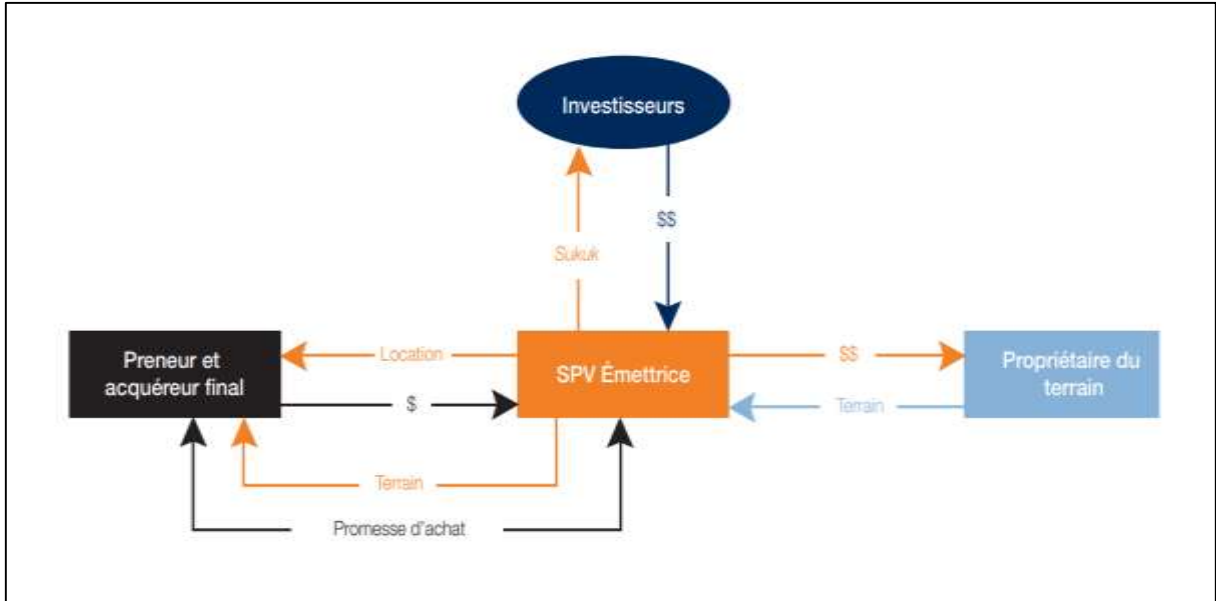 Investisseurs
$$
Sukuk
Preneur et
acquéreur final
Location
$
SPV Émettrice
$$
Terrain
Propriétaire du
terrain
Terrain
Promesse d'achat